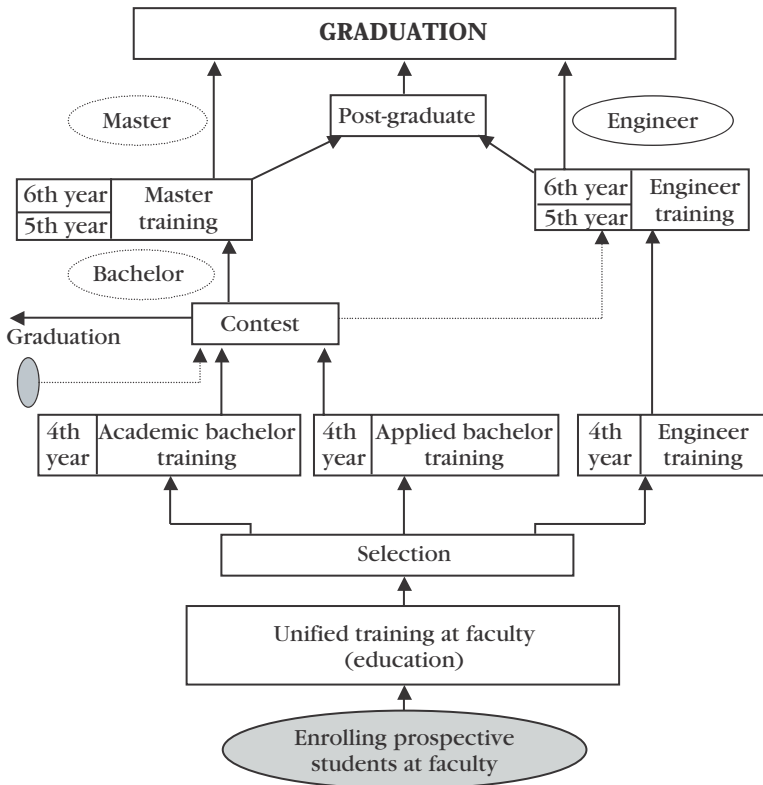 GRADUATION
Post-graduate
Master
Engineer
6th year
5th year
Master
training
6th year
5th year
Engineer
training
Bachelor
Contest
Graduation
4th
year
Academic bachelor
training
4th
year
Applied bachelor
training
4th
year
Engineer
training
Selection
Unified training at faculty
(education)
Enrolling prospective
students at faculty